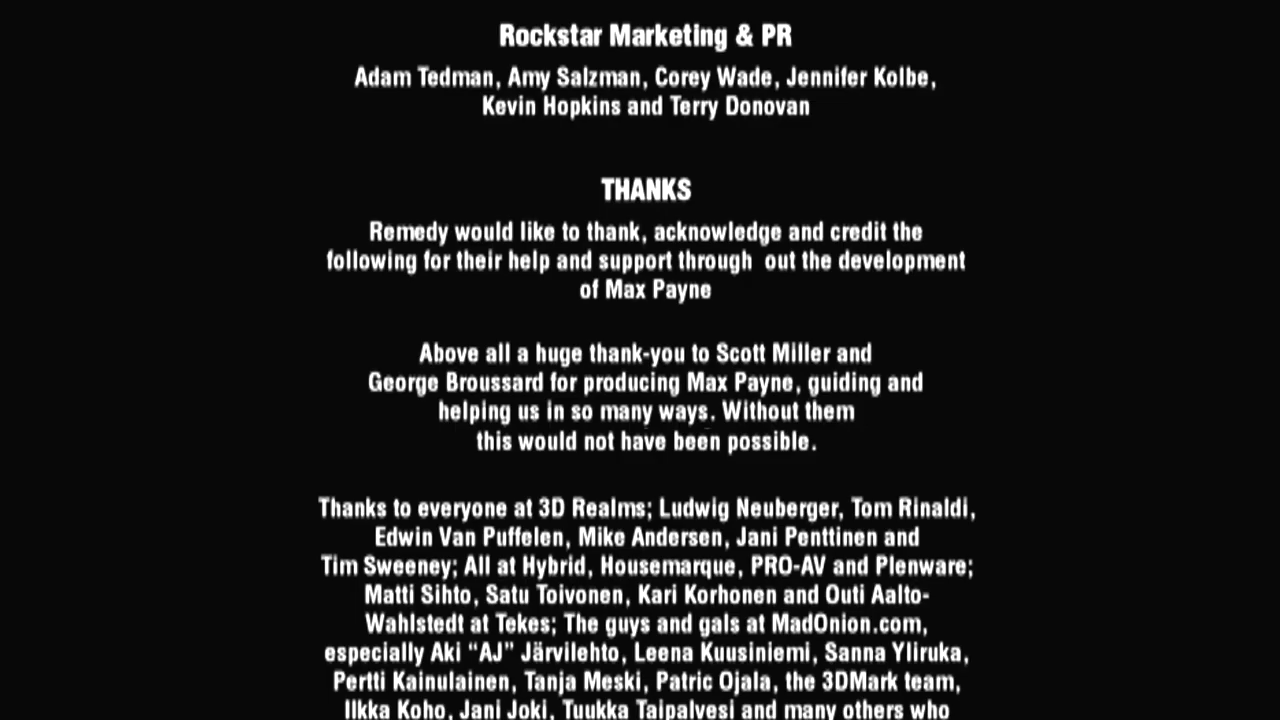 Rockstar Marketing & PR
Adam Tedman, Amy Salzman, Corey Wade, Jennifer Kolbe,
Kevin Hopkins and Terry Donovan
THANKS
Remedy would like to thank, acknowledge and credit the
following for their help and support through  out the development
of Max Payne
Above all a huge thank-you to Scott Miller and
George Broussard for producing Max Payne, guiding and
helping us in so many ways. Without them
this would not have been possible.
Thanks to everyone at 3D Realms; Ludwig Neuberger, Tom Rinaldi,
Edwin Van Puffelen, Mike Andersen, Jani Penttinen and
Tim Sweeney; All at Hybrid, Housemarque, PRO-AV and Plenware;
Matti Sihto, Satu Toivonen, Kari Korhonen and Outi Aalto-
Wahlstedt at Tekes; The guys and gals at MadOnion.com,
especially Aki “AJ” Järvilehto, Leena Kuusiniemi, Sanna Yliruka,
Pertti Kainulainen, Tanja Meski, Patric Ojala, the 3DMark team,
Ilkka Koho, Jani Joki, Tuukka Taipalvesi and many others who